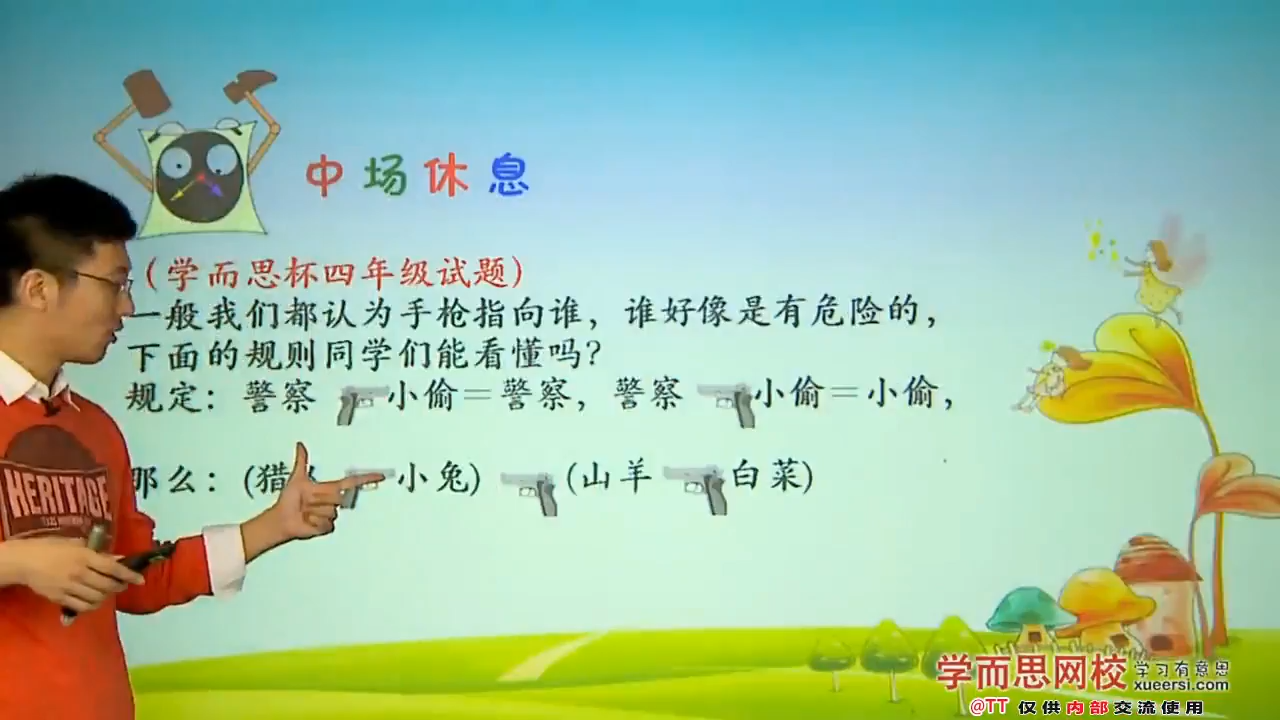 中场休息
（学而思杯四年级试题）
一般我们都认为手枪指向谁，谁好像是有危险的，
下面的规则同学们能看懂吗？
规定：警察 小偷＝警察，警察 小偷＝小偷，
那么：(猎 小兔) (山羊 白菜)
HERITAGE
学而思网校 学习有意思
xueersi.com
@TT 仅供内部交流使用